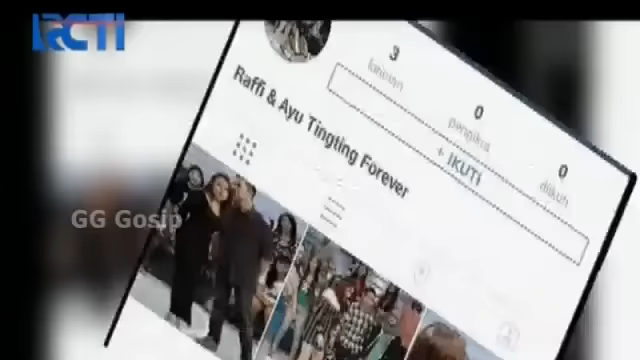 RCTI
3
kiriman
0
pengikut
0
diikuti
+ IKUTI
Raffi & Ayu Tingting Forever
GG Gosip